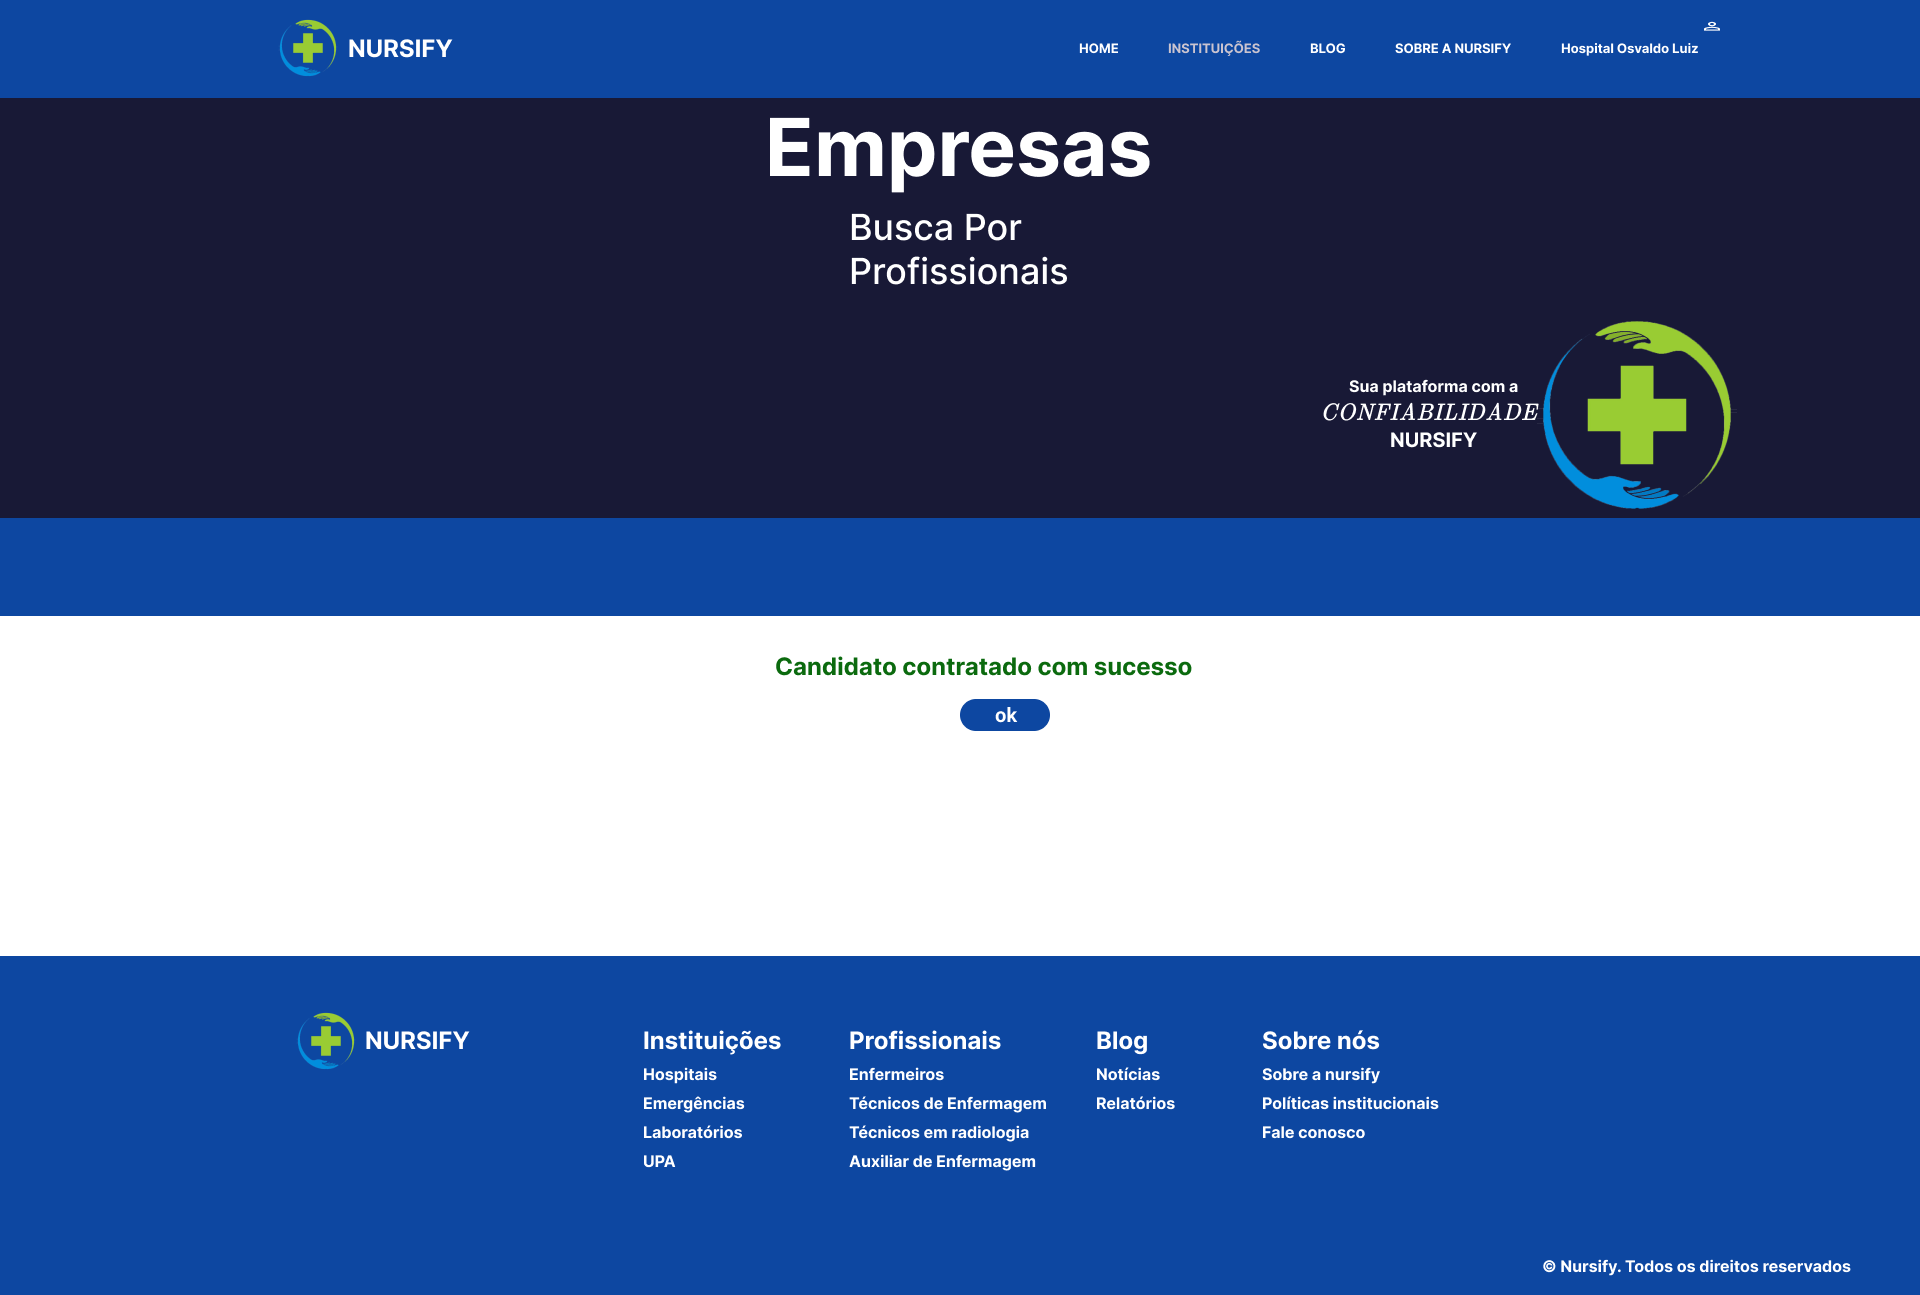 NURSIFY
HOME
INSTITUIÇÕES
BLOG
SOBRE A NURSIFY
Hospital Osvaldo Luiz
Empresas
Busca Por
Profissionais
Sua plataforma com a
CONFIABILIDADE
NURSIFY
Candidato contratado com sucesso
ok
NURSIFY
Instituições
Hospitais
Emergências
Laboratórios
UPA
Profissionais
Enfermeiros
Técnicos de Enfermagem
Técnicos em radiologia
Auxiliar de Enfermagem
Blog
Notícias
Relatórios
Sobre nós
Sobre a nursify
Políticas institucionais
Fale conosco
© Nursify. Todos os direitos reservados